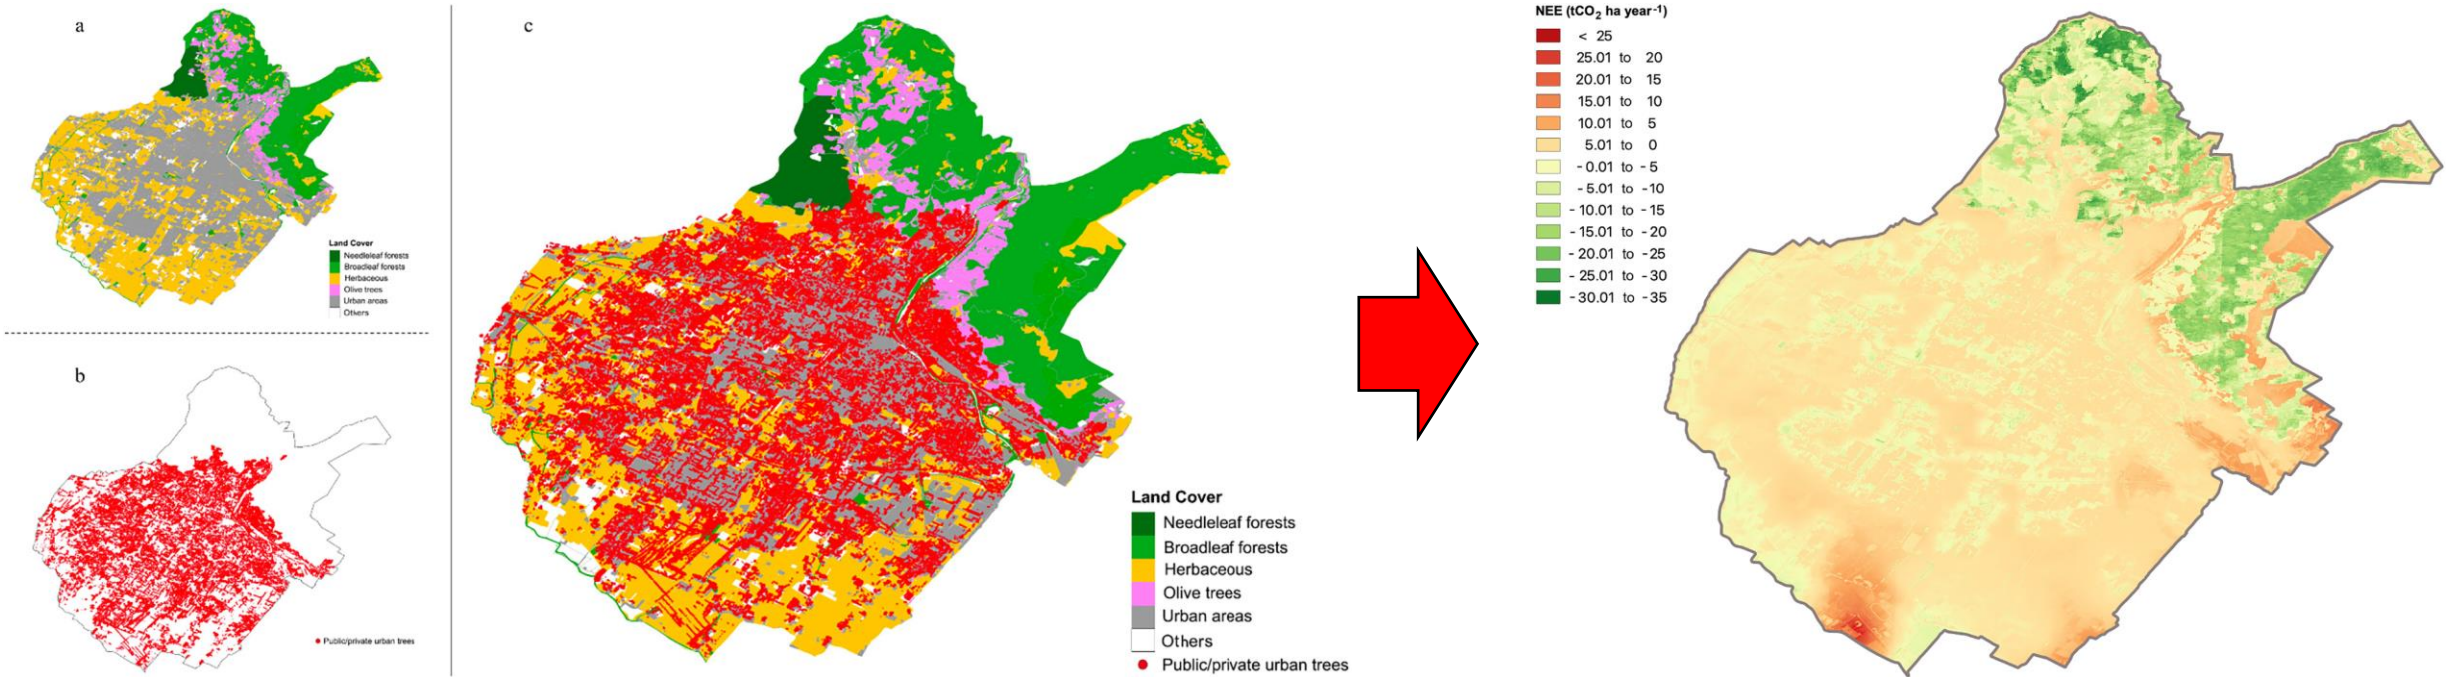 a
Land Cover
Needleleaf forests
Broadleaf forests
Herbaceous
Olive trees
Urban areas
Others
b
Public/private urban trees
c
Land Cover
Needleleaf forests
Broadleaf forests
Herbaceous
Olive trees
Urban areas
Others
Public/private urban trees
NEE (tCO₂ ha year⁻¹)
< 25
25.01 to 20
20.01 to 15
15.01 to 10
10.01 to 5
5.01 to 0
-0.01 to -5
-5.01 to -10
-10.01 to -15
-15.01 to -20
-20.01 to -25
-25.01 to -30
-30.01 to -35